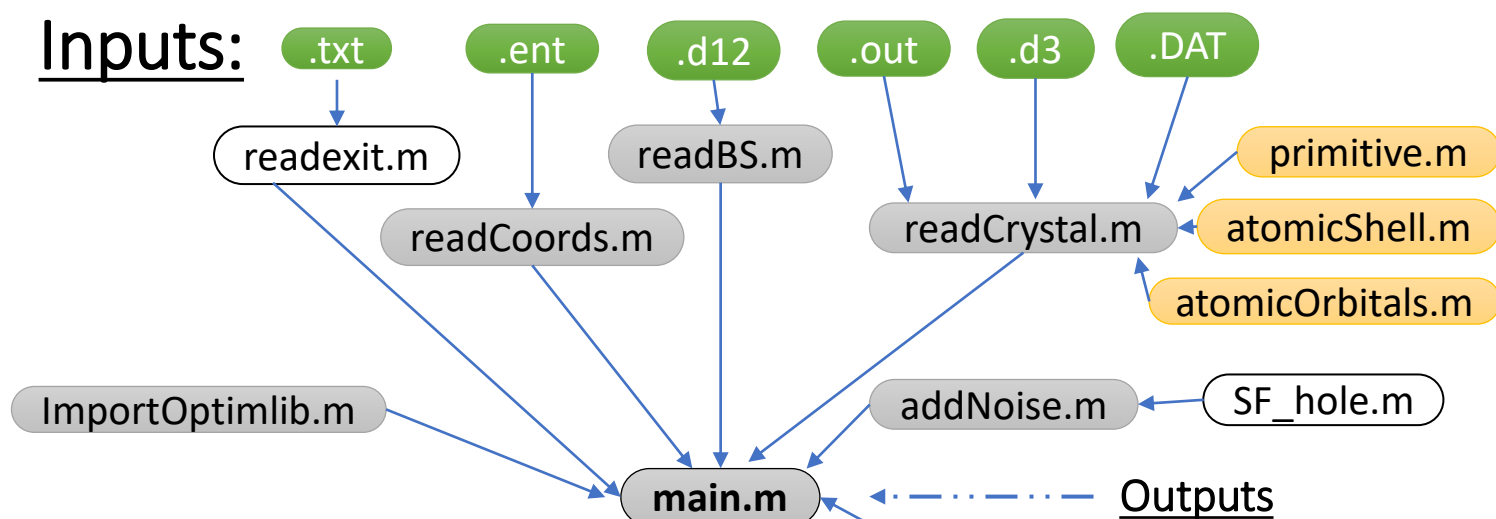 Inputs:
.txt
.ent
.d12
.out
.d3
.DAT
readexit.m
readBS.m
primitive.m
readCoords.m
readCrystal.m
atomicShell.m
atomicOrbitals.m
ImportOptimlib.m
addNoise.m
SF_hole.m
main.m
Outputs